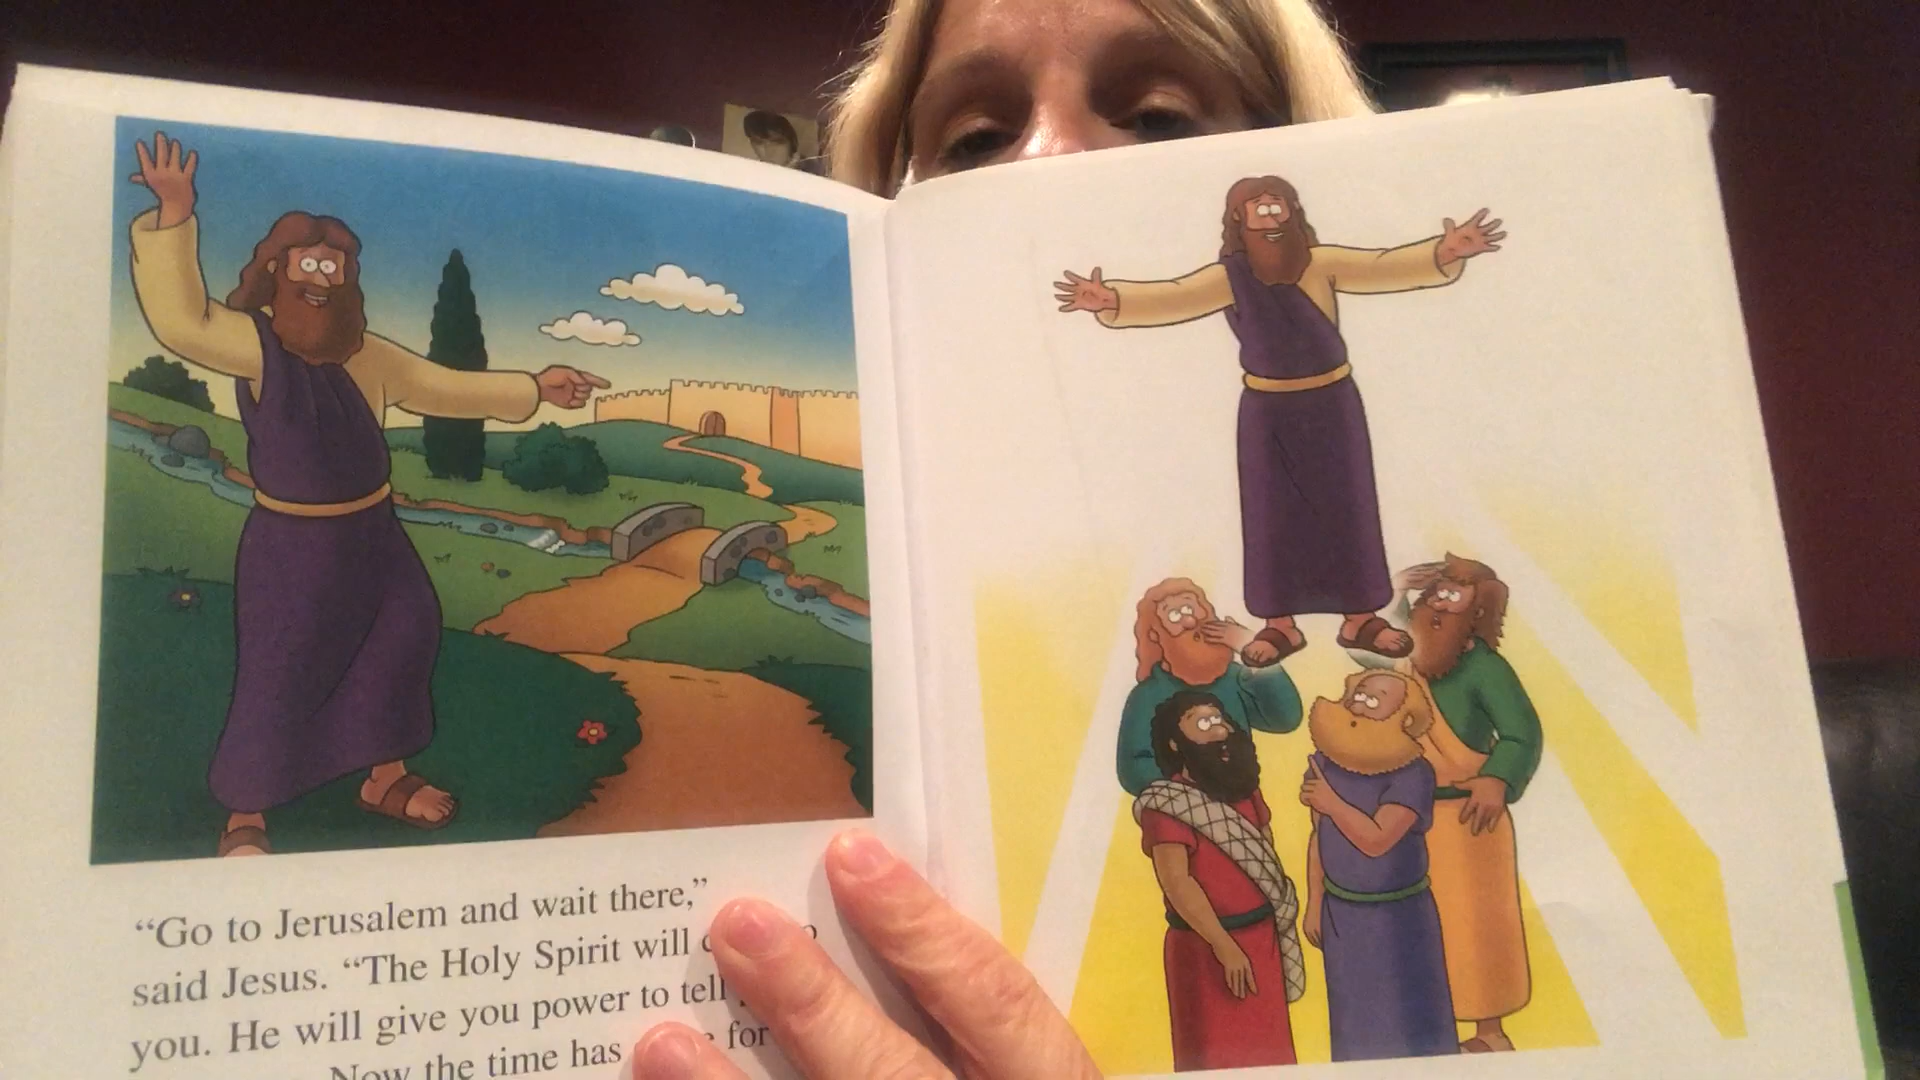 “Go to Jerusalem and wait there,”
said Jesus. “The Holy Spirit will
you. He will give you power to tell
Now the time has for